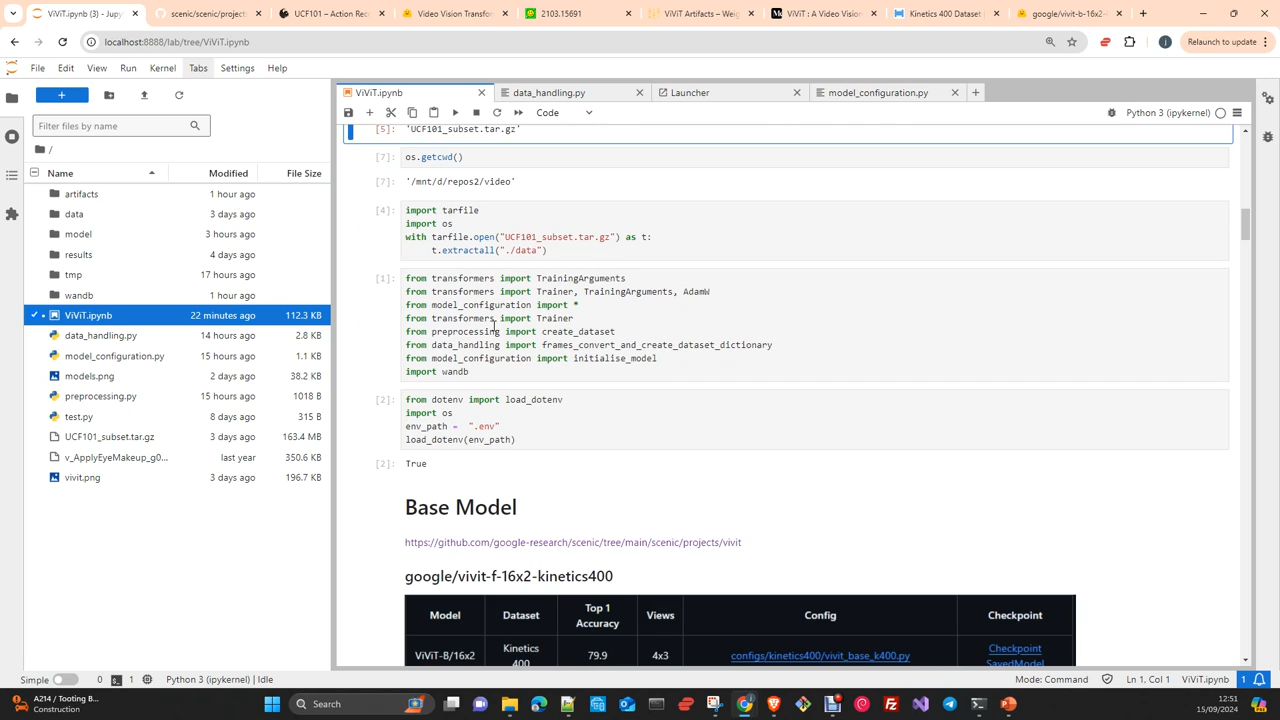 ViViT.ipynb (3) - Jupy
scenic/scenic/project
UCF101 – Action Rec
Video Vision Transfor
2103.15691
ViViT Artifacts – Weig
ViViT : A Video Vision
Kinetics 400 Dataset
google/vivit-b-16x2-
localhost:8888/lab/tree/ViViT.ipynb
Relaunch to update
File Edit View Run Kernel Tabs Settings Help
ViViT.ipynb
data_handling.py
Launcher
model_configuration.py
Code
Python 3 (ipykernel)
Filter files by name
/
Name Modified File Size
artifacts 1 hour ago
data 3 days ago
model 3 hours ago
results 4 days ago
tmp 17 hours ago
wandb 1 hour ago
ViViT.ipynb 22 minutes ago 112.3 KB
data_handling.py 14 hours ago 2.8 KB
model_configuration.py 15 hours ago 1.1 KB
models.png 2 days ago 38.2 KB
preprocessing.py 15 hours ago 1018 B
test.py 8 days ago 315 B
UCF101_subset.tar.gz 3 days ago 163.4 MB
v_ApplyEyeMakeup_g0... last year 350.6 KB
vivit.png 3 days ago 196.7 KB
[5]: 'UCF101_subset.tar.gz'
[7]: os.getcwd()
[7]: '/mnt/d/repos2/video'
[4]: import tarfile
import os
with tarfile.open("UCF101_subset.tar.gz") as t:
t.extractall("./data")
[1]: from transformers import TrainingArguments
from transformers import Trainer, TrainingArguments, AdamW
from model_configuration import *
from transformers import Trainer
from preprocessing import create_dataset
from data_handling import frames_convert_and_create_dataset_dictionary
from model_configuration import initialise_model
import wandb
[2]: from dotenv import load_dotenv
import os
env_path = ".env"
load_dotenv(env_path)
[2]: True
Base Model
https://github.com/google-research/scenic/tree/main/scenic/projects/vivit
google/vivit-f-16x2-kinetics400
Model Dataset Top 1 Accuracy Views Config Checkpoint
ViViT-B/16x2 Kinetics 400 79.9 4x3 configs/kinetics400/vivit_base_k400.py Checkpoint
SavedModel
Simple 0 1 Python 3 (ipykernel) | Idle Mode: Command Ln 1, Col 1 ViViT.ipynb 1
A214 / Tooting B...
Construction
Search
12:51
15/09/2024